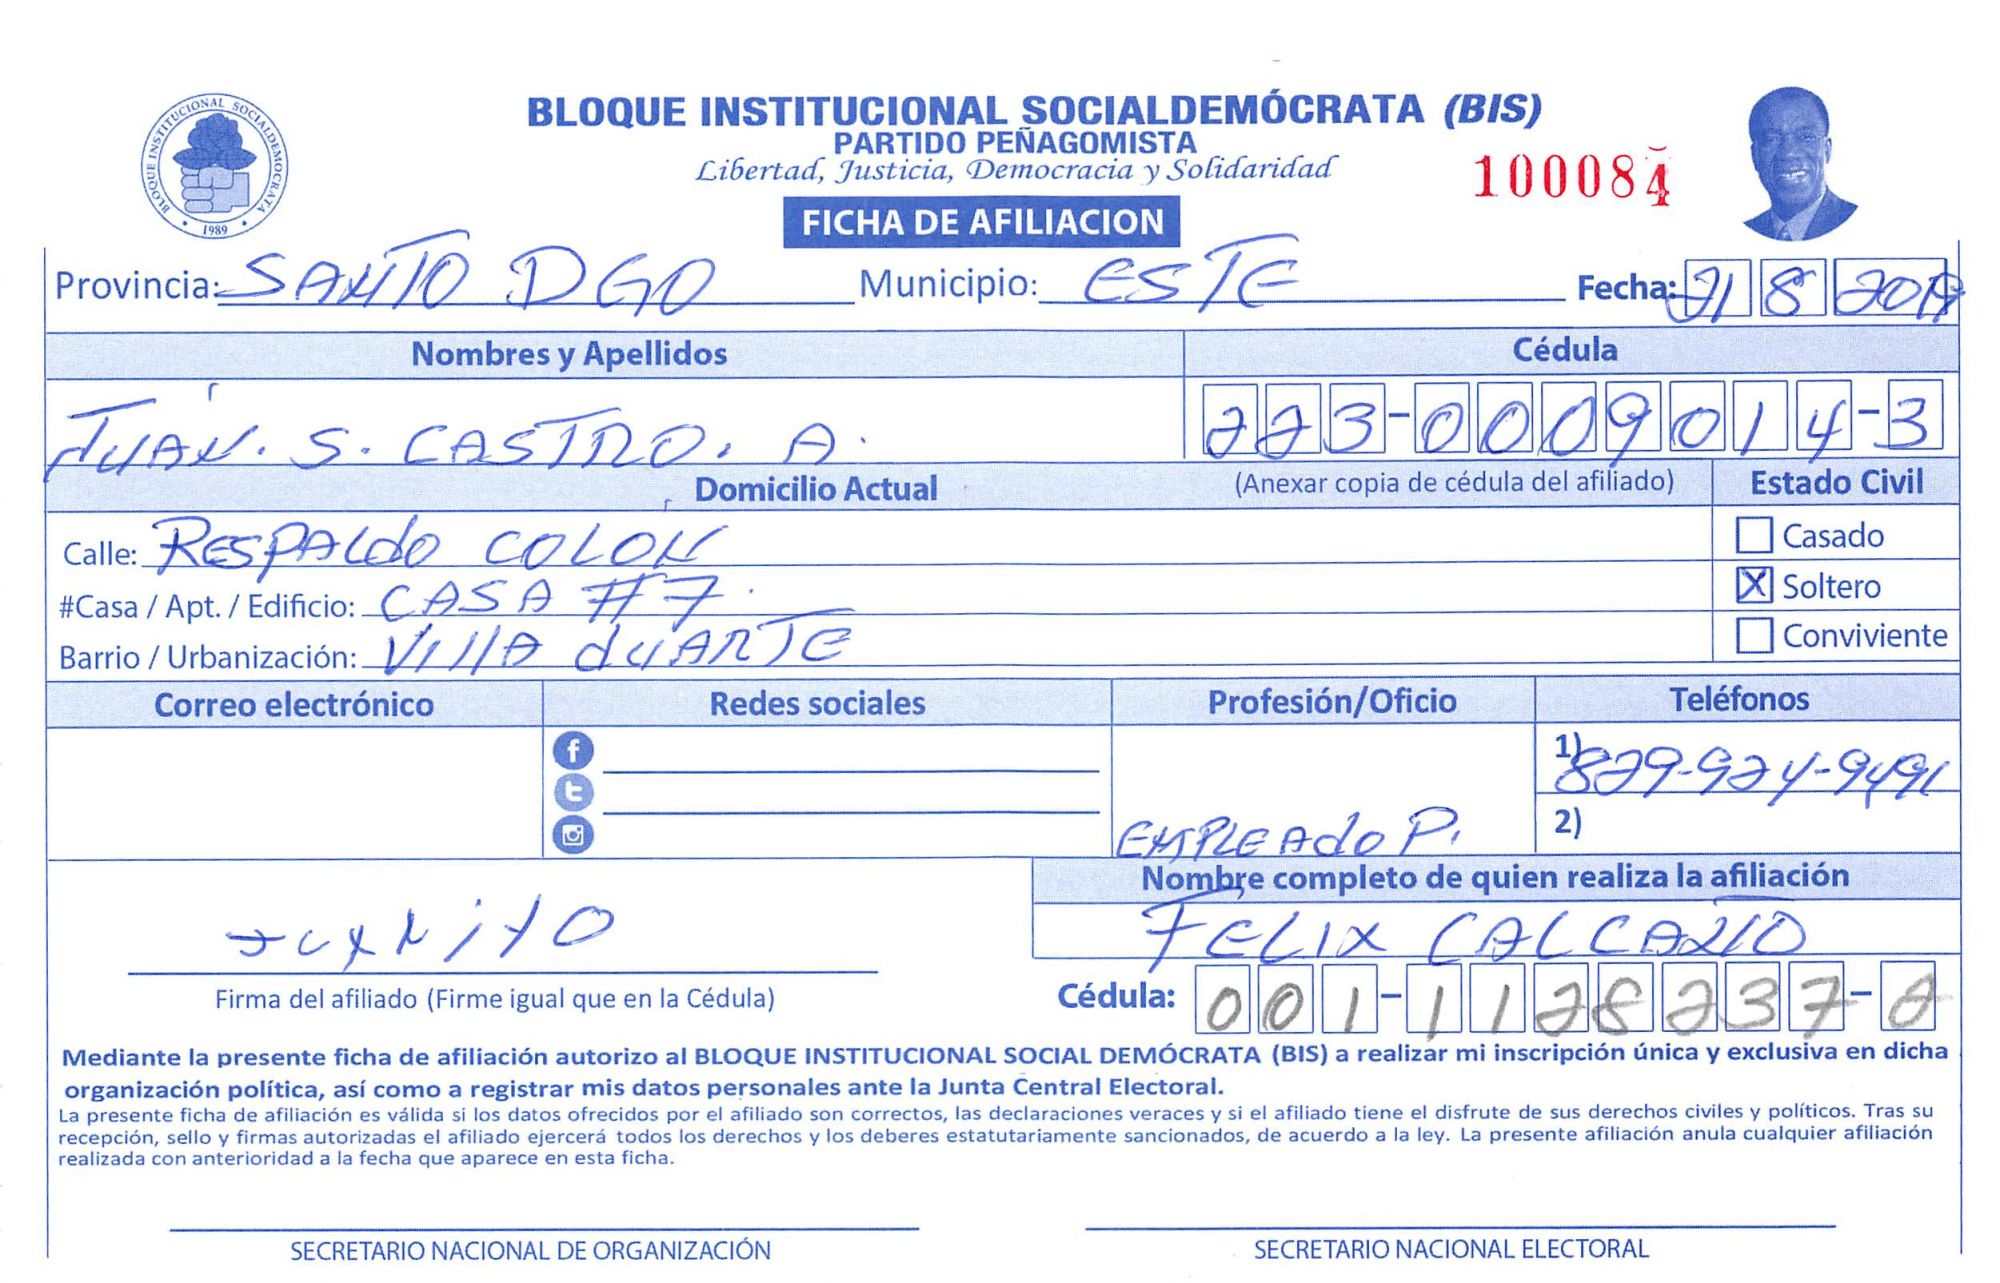 BLOQUE INSTITUCIONAL SOCIALDEMÓCRATA (BIS)
PARTIDO PEÑAGOMISTA
Libertad, Justicia, Democracia y Solidaridad
100084
BLOQUE INSTITUCIONAL SOCIALDEMOCRATA
1989
FICHA DE AFILIACION
Provincia: SANTO DGO Municipio: ESTE Fecha: 21 8 2019
Nombres y Apellidos Cédula
JUAN. S. CASTRO. A. 223-0009014-3
Domicilio Actual (Anexar copia de cédula del afiliado) Estado Civil
Calle: RESPALdo COLON Casado
#Casa / Apt. / Edificio: CASA #7. X Soltero
Barrio / Urbanización: VIllA dUARTE Conviviente
Correo electrónico Redes sociales Profesión/Oficio Teléfonos
1) 829-924-9491
2)
EMPLEAdo P.
Nombre completo de quien realiza la afiliación
FELIX CALCAÑO
Firma del afiliado (Firme igual que en la Cédula) Cédula: 001-1128237-2
Mediante la presente ficha de afiliación autorizo al BLOQUE INSTITUCIONAL SOCIAL DEMÓCRATA (BIS) a realizar mi inscripción única y exclusiva en dicha
organización política, así como a registrar mis datos personales ante la Junta Central Electoral.
La presente ficha de afiliación es válida si los datos ofrecidos por el afiliado son correctos, las declaraciones veraces y si el afiliado tiene el disfrute de sus derechos civiles y políticos. Tras su
recepción, sello y firmas autorizadas el afiliado ejercerá todos los derechos y los deberes estatutariamente sancionados, de acuerdo a la ley. La presente afiliación anula cualquier afiliación
realizada con anterioridad a la fecha que aparece en esta ficha.
SECRETARIO NACIONAL DE ORGANIZACIÓN SECRETARIO NACIONAL ELECTORAL